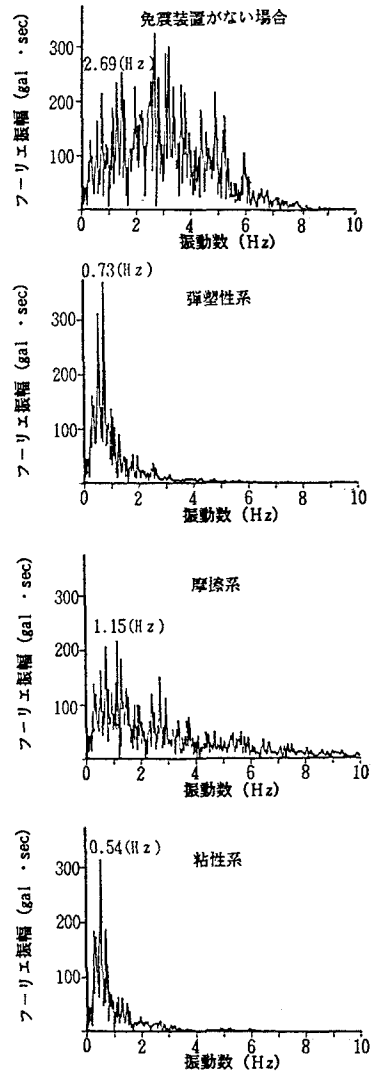 免震装置がない場合
2.69(Hz)
フーリエ振幅 (gal・sec)
300
200
100
0 2 4 6 8 10
振動数 (Hz)
0.73(Hz)
弾塑性系
フーリエ振幅 (gal・sec)
300
200
100
0 2 4 6 8 10
振動数 (Hz)
摩擦系
1.15(Hz)
フーリエ振幅 (gal・sec)
300
200
100
0 2 4 6 8 10
振動数 (Hz)
0.54(Hz)
粘性系
フーリエ振幅 (gal・sec)
300
200
100
0 2 4 6 8 10
振動数 (Hz)